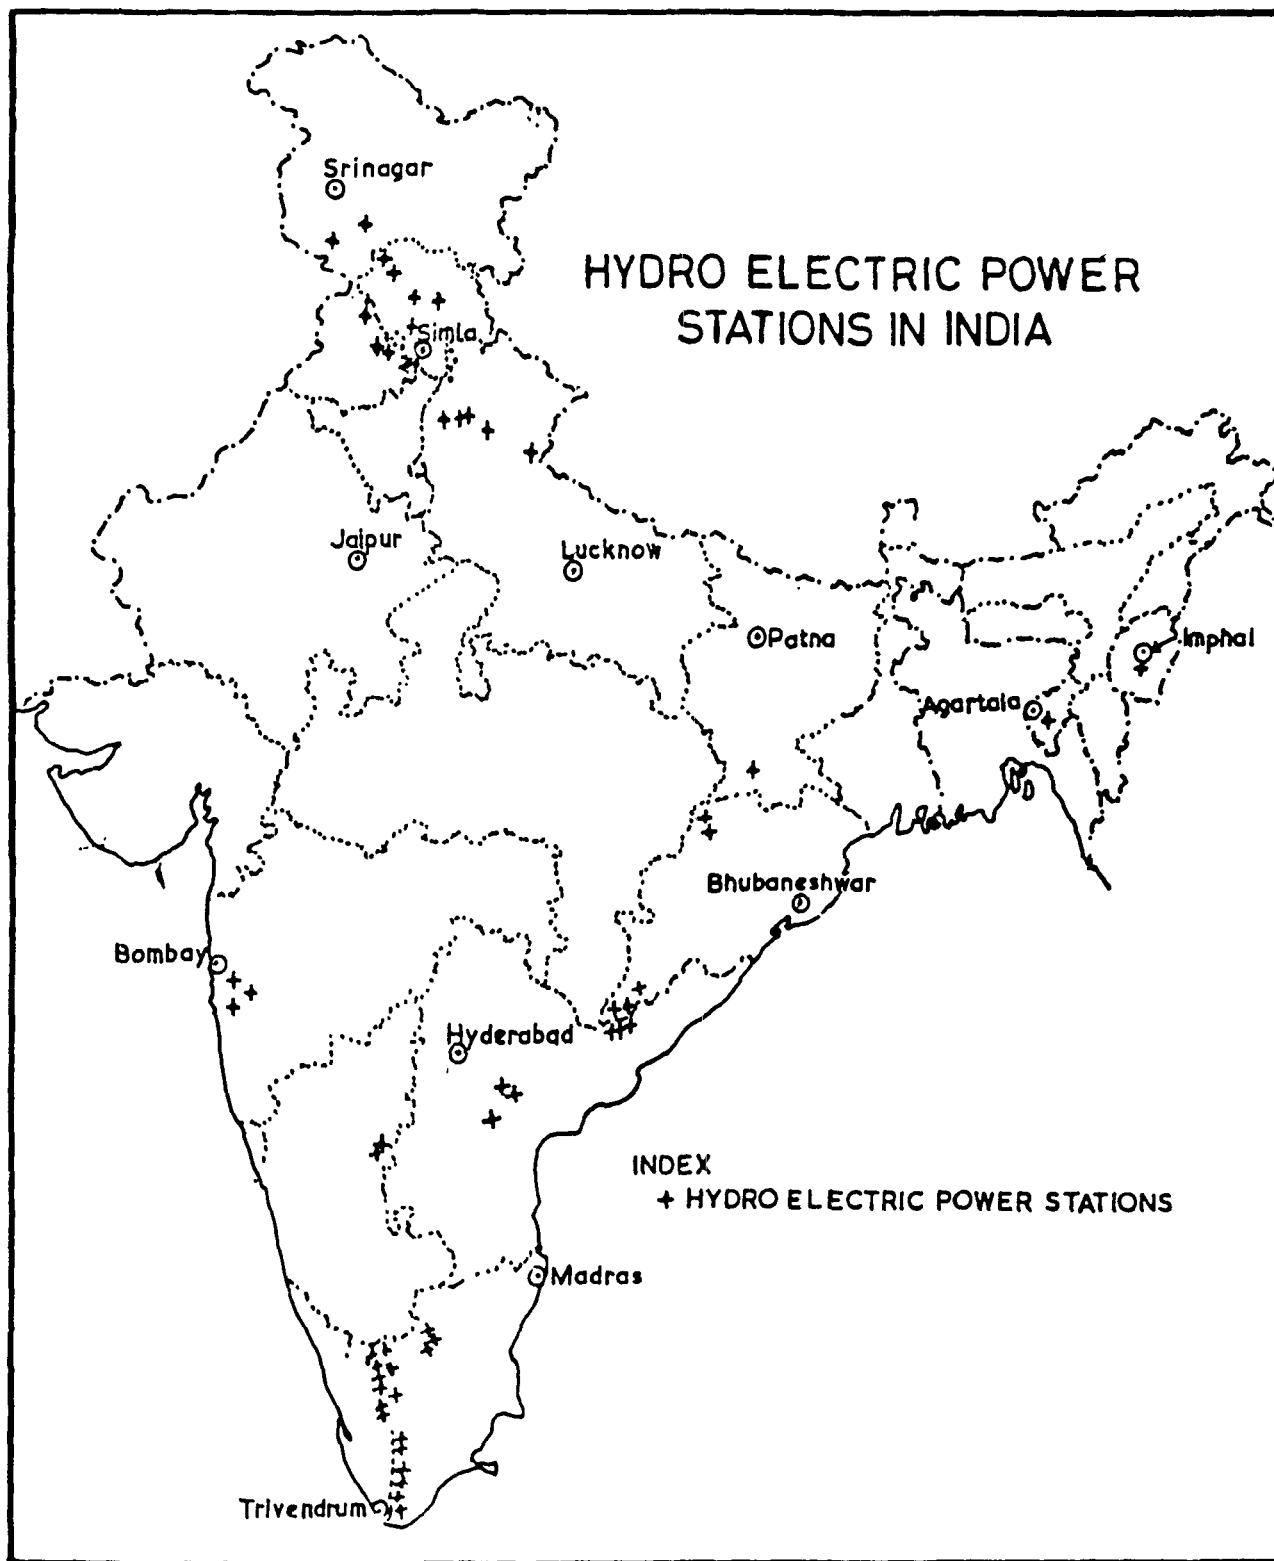 Srinagar
HYDRO ELECTRIC POWER
STATIONS IN INDIA
Simla
Jaipur
Lucknow
Patna
Imphal
Agartala
Bhubaneshwar
Bombay
Hyderabad
INDEX
+ HYDRO ELECTRIC POWER STATIONS
Madras
Trivendrum